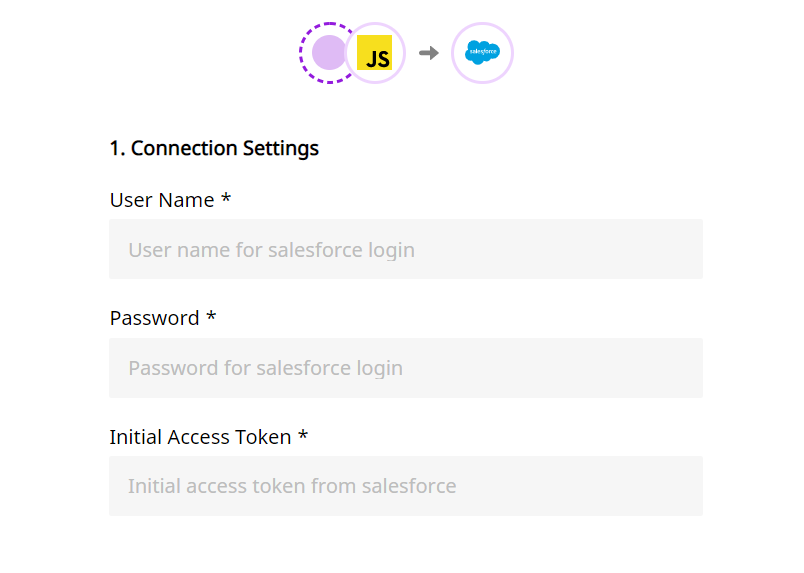 JS
salesforce
1. Connection Settings
User Name *
User name for salesforce login
Password *
Password for salesforce login
Initial Access Token *
Initial access token from salesforce